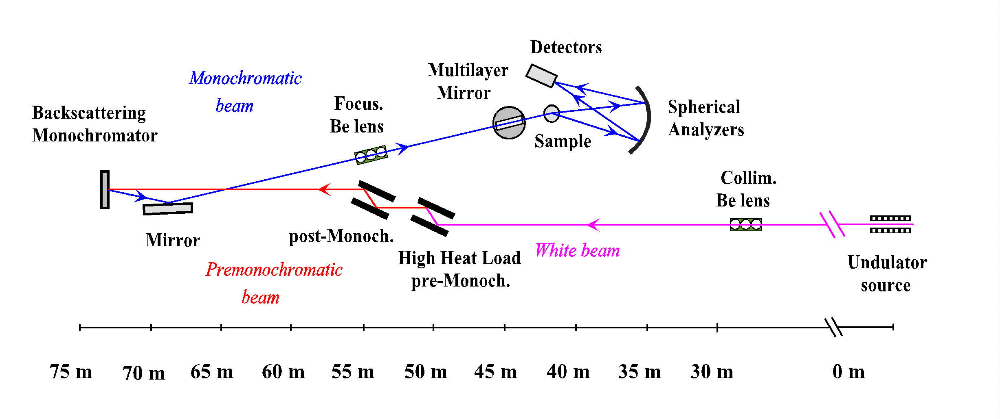 Detectors
Multilayer
Mirror
Monochromatic
beam
Focus.
Be lens
Backscattering
Monochromator
Spherical
Analyzers
Sample
Collim.
Be lens
Mirror
post-Monoch.
High Heat Load
pre-Monoch.
White beam
Premonochromatic
beam
Undulator
source
75 m 70 m 65 m 60 m 55 m 50 m 45 m 40 m 35 m 30 m 0 m